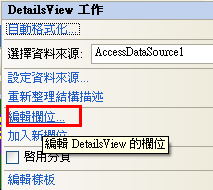 DetailsView 工作
自動格式化...
選擇資料來源: AccessDataSource1
設定資料來源...
重新整理結構描述
編輯欄位...
加入新欄位...
編輯 DetailsView 的欄位
啟用分頁
編輯樣板